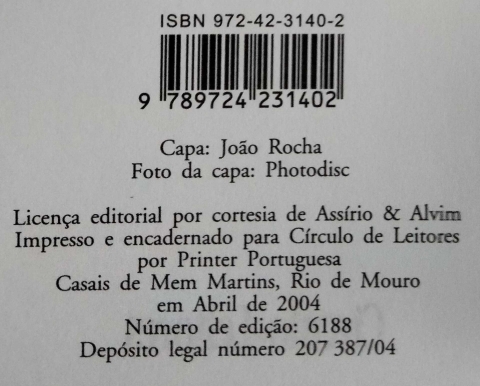 ISBN 972-42-3140-2
9 789724 231402
Capa: João Rocha
Foto da capa: Photodisc
Licença editorial por cortesia de Assírio & Alvim
Impresso e encadernado para Círculo de Leitores
por Printer Portuguesa
Casais de Mem Martins, Rio de Mouro
em Abril de 2004
Número de edição: 6188
Depósito legal número 207 387/04